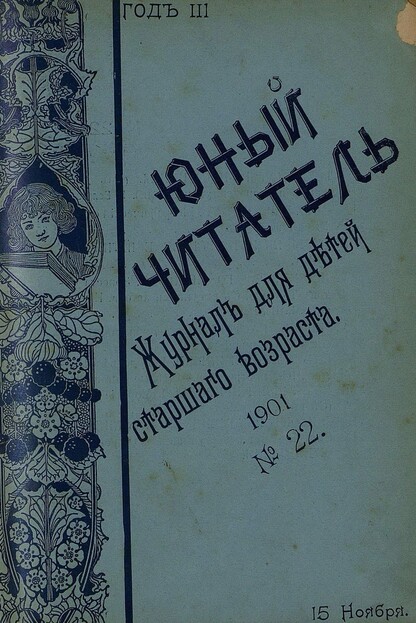 ГОДЪ III
ЮНЫЙ
ЧИТАТЕЛЬ
Журналъ для дѣтей
старшаго возраста.
1901
№ 22.
15 Ноября.